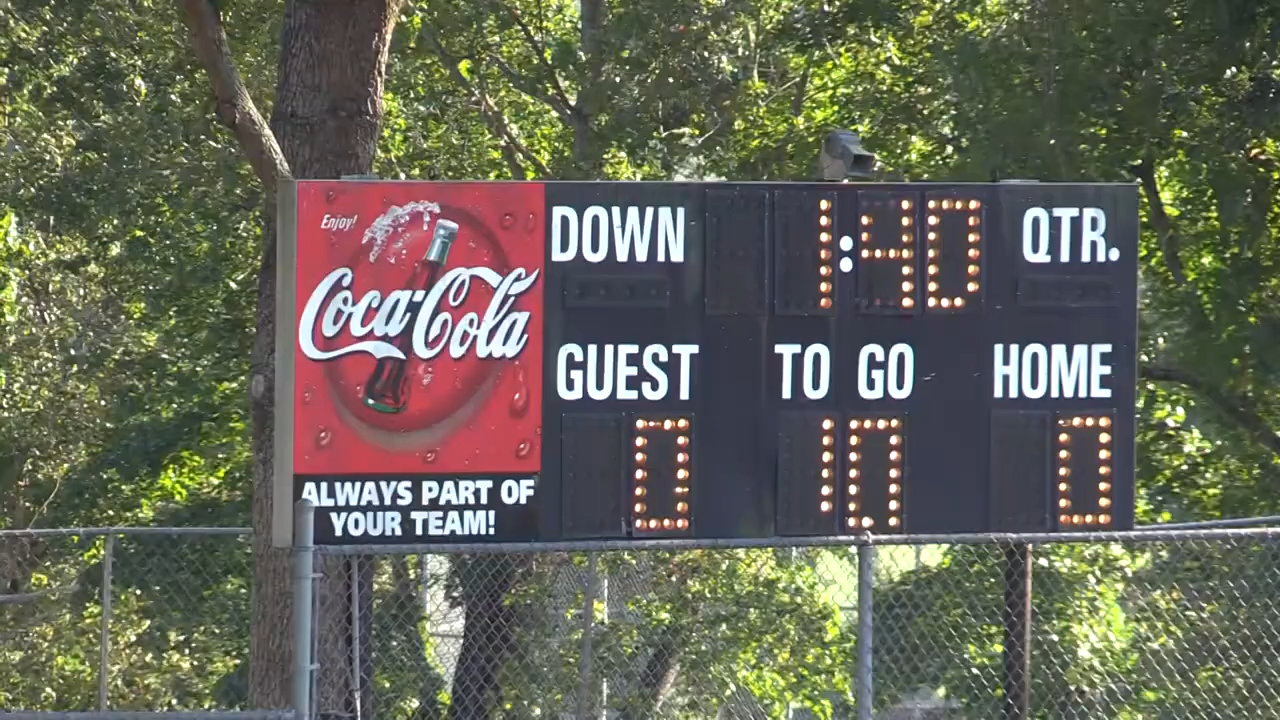 Enjoy!
Coca-Cola
ALWAYS PART OF
YOUR TEAM!
DOWN 1:40 QTR.
GUEST TO GO HOME
0 10 0